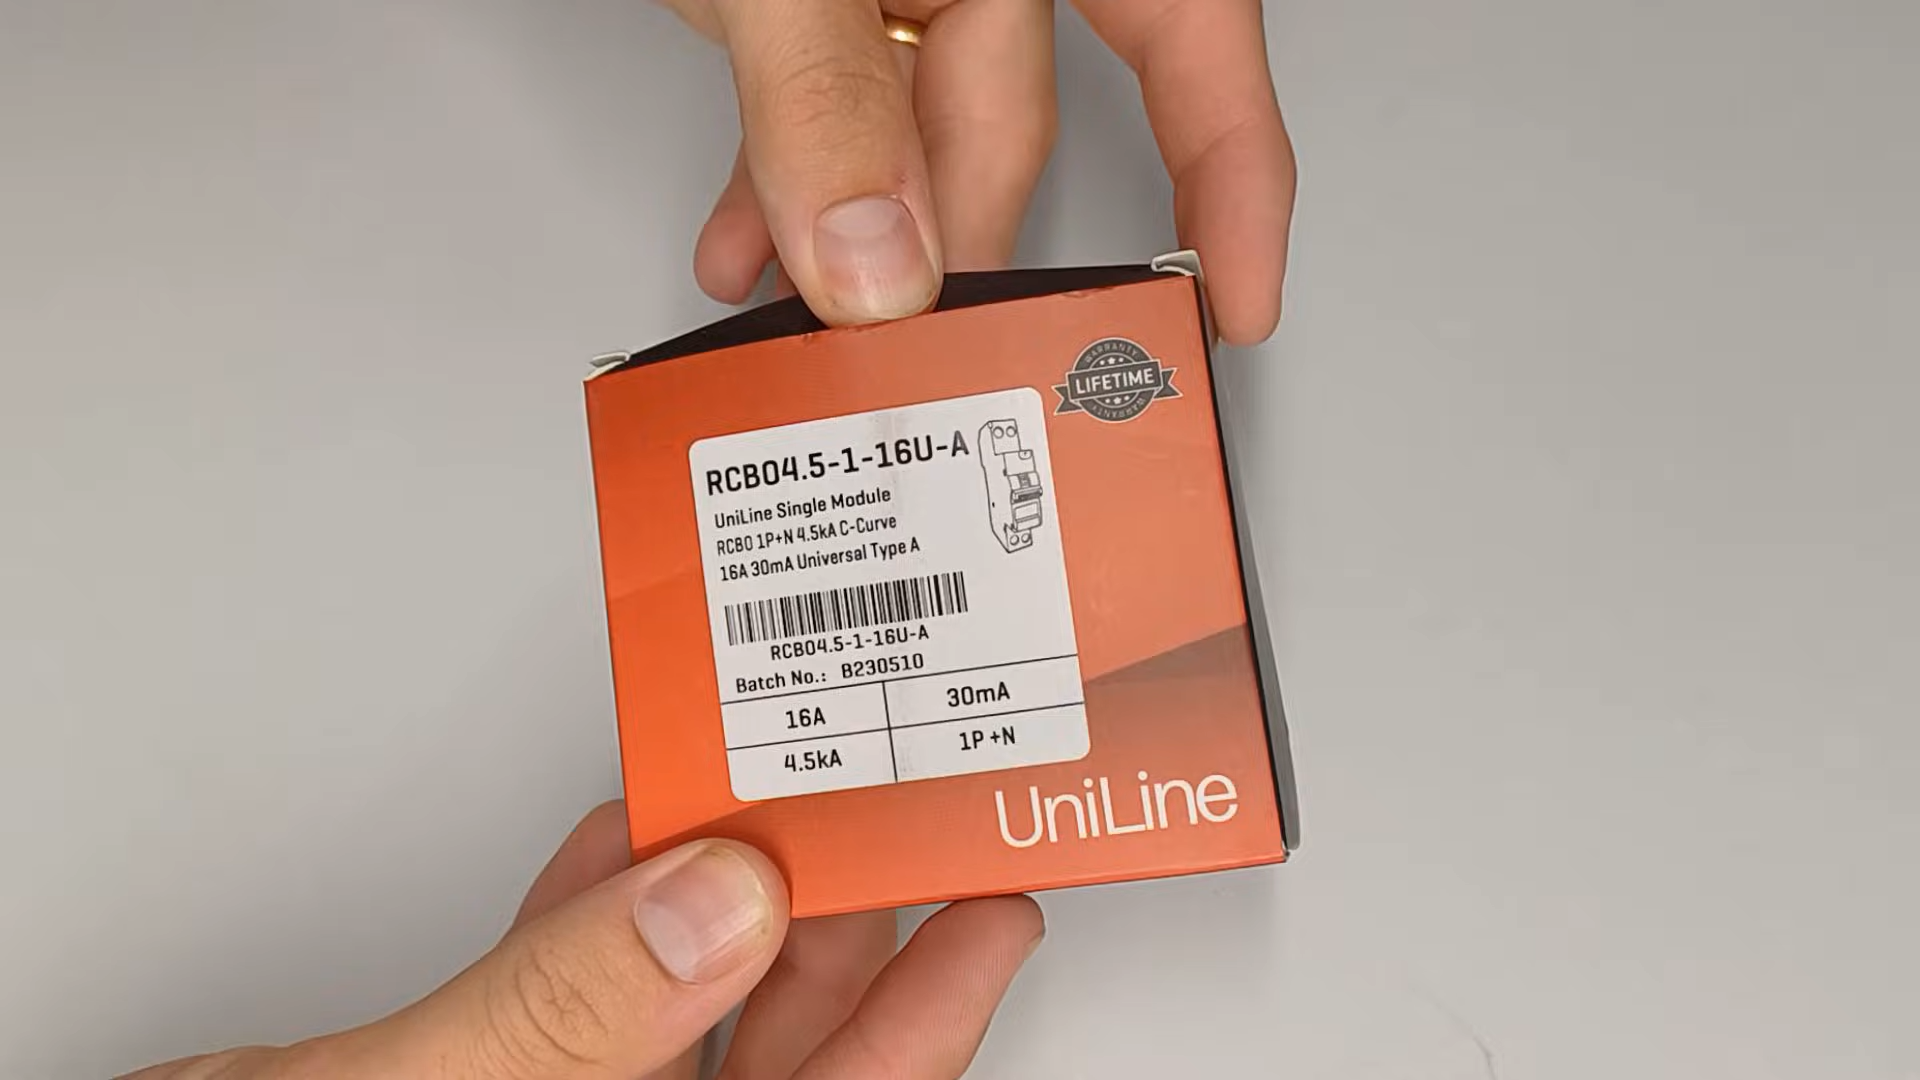 WARRANTY
LIFETIME
WARRANTY
RCBO4.5-1-16U-A
UniLine Single Module
RCBO 1P+N 4.5kA C-Curve
16A 30mA Universal Type A
RCBO4.5-1-16U-A
Batch No.: B230510
16A 30mA
4.5kA 1P +N
UniLine